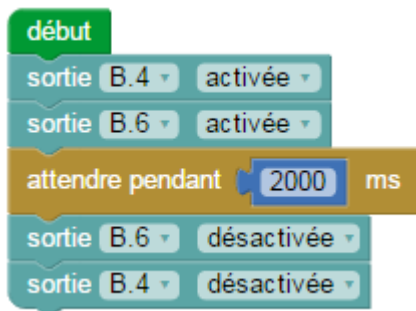 début
sortie B.4 activée
sortie B.6 activée
attendre pendant 2000 ms
sortie B.6 désactivée
sortie B.4 désactivée